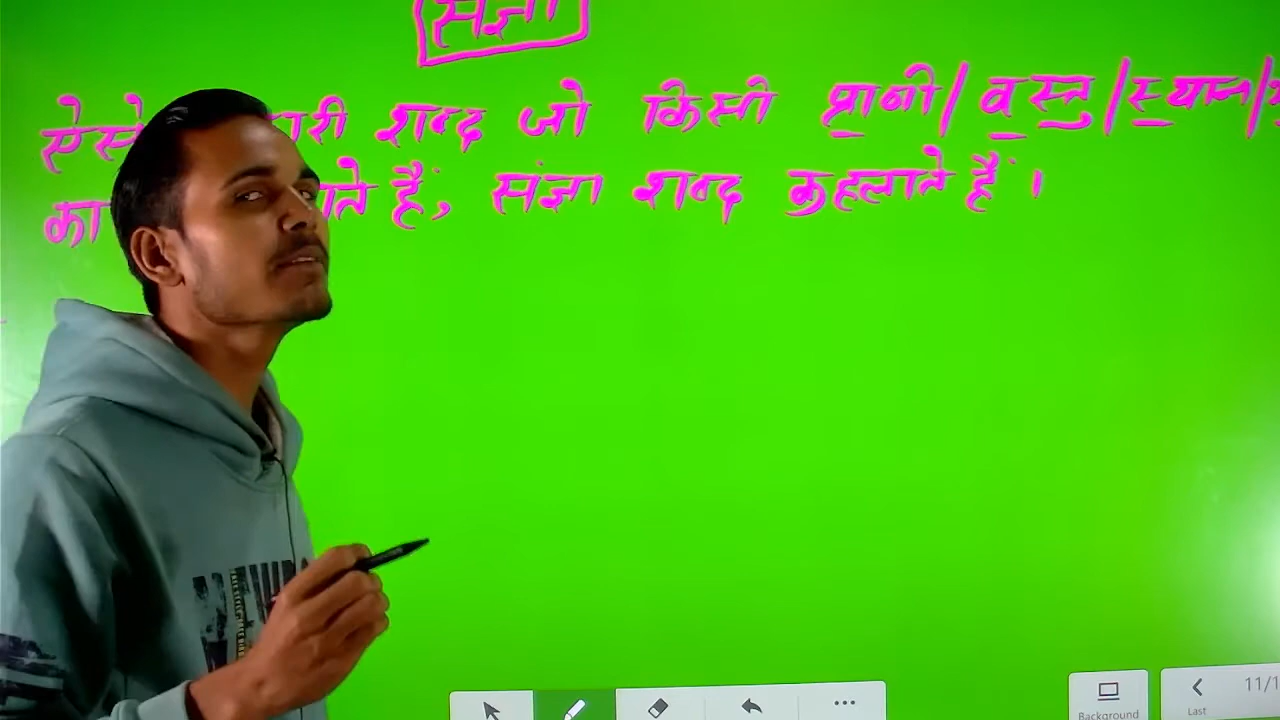 संज्ञा
ऐसे शब्द जो किसी प्रानी/ वस्तु/स्थान/
का हैं, संज्ञा शब्द कहलाते हैं ।
Background
Last
11/1